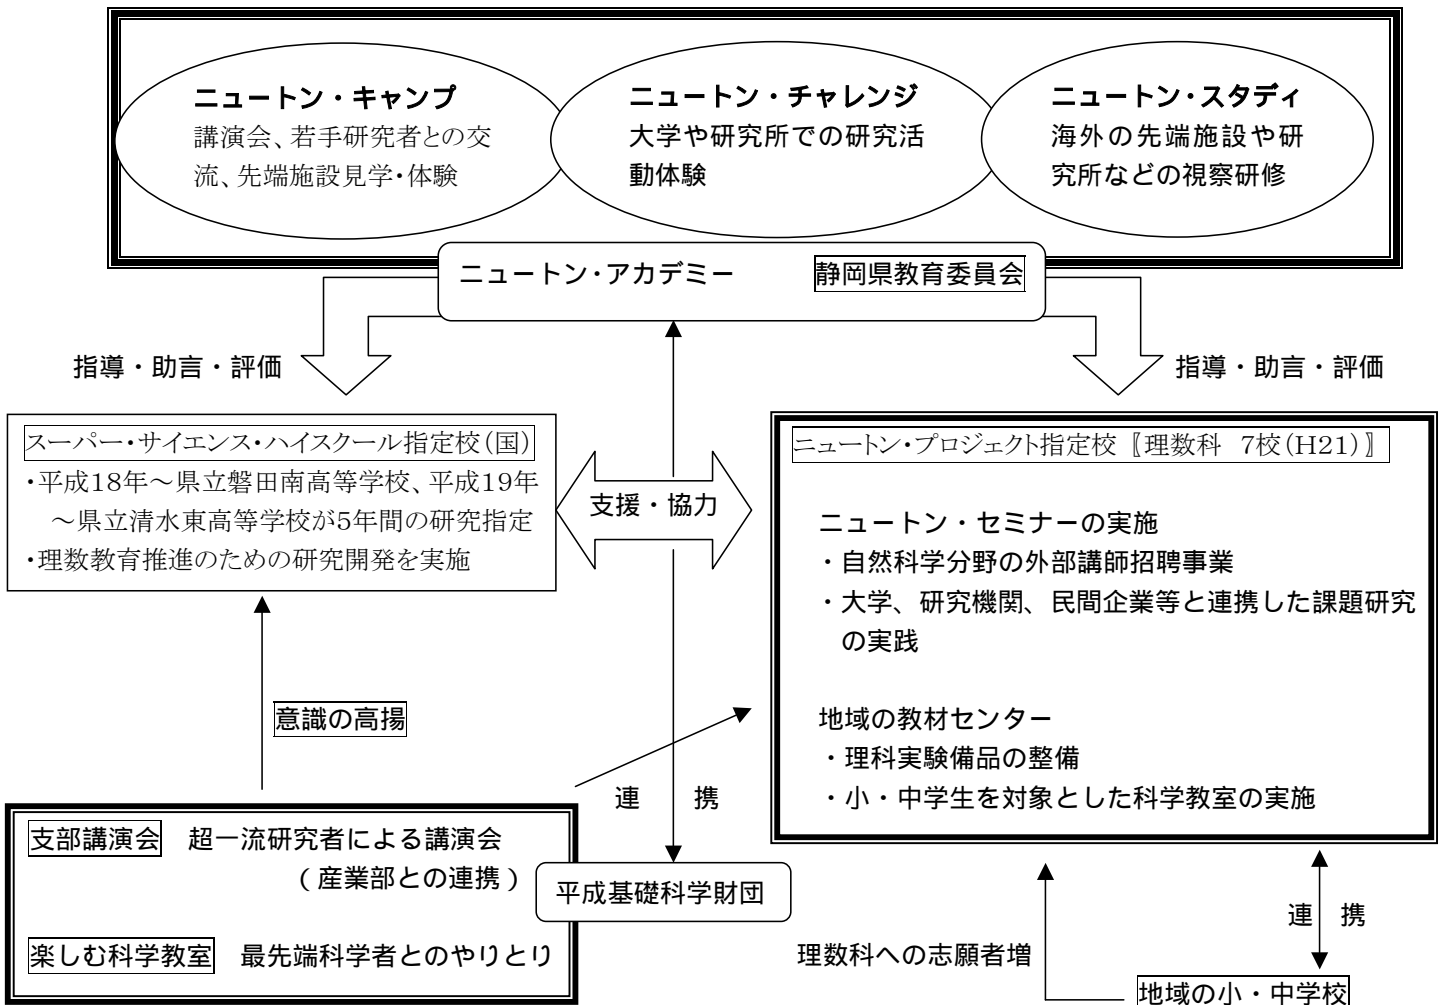 ニュートン・キャンプ
講演会、若手研究者との交
流、先端施設見学・体験
ニュートン・チャレンジ
大学や研究所での研究活
動体験
ニュートン・スタディ
海外の先端施設や研
究所などの視察研修
ニュートン・アカデミー 静岡県教育委員会
指導・助言・評価
指導・助言・評価
スーパー・サイエンス・ハイスクール指定校(国)
・平成18年～県立磐田南高等学校、平成19年
～県立清水東高等学校が5年間の研究指定
・理数教育推進のための研究開発を実施
支援・協力
ニュートン・プロジェクト指定校〖理数科 7校(H21)〗
ニュートン・セミナーの実施
・自然科学分野の外部講師招聘事業
・大学、研究機関、民間企業等と連携した課題研究
の実践
地域の教材センター
・理科実験備品の整備
・小・中学生を対象とした科学教室の実施
意識の高揚
連 携
支部講演会 超一流研究者による講演会
(産業部との連携)
楽しむ科学教室 最先端科学者とのやりとり
平成基礎科学財団
理数科への志願者増
連 携
地域の小・中学校